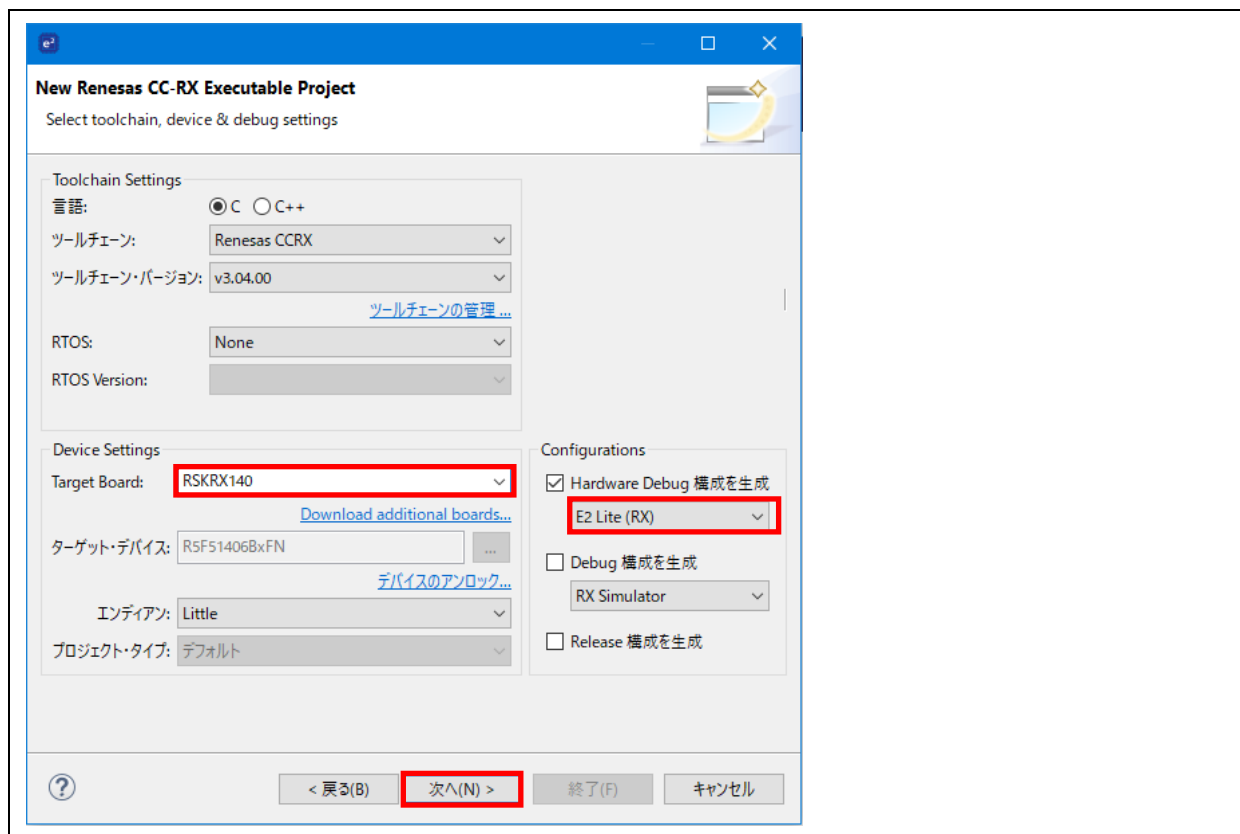 e²
New Renesas CC-RX Executable Project
Select toolchain, device & debug settings
Toolchain Settings
言語: C C++
ツールチェーン: Renesas CCRX
ツールチェーン・バージョン: v3.04.00
ツールチェーンの管理 ...
RTOS: None
RTOS Version:
Device Settings
Target Board: RSKRX140
Download additional boards...
ターゲット・デバイス: R5F51406BxFN ...
デバイスのアンロック...
エンディアン: Little
プロジェクト・タイプ: デフォルト
Configurations
Hardware Debug 構成を生成
E2 Lite (RX)
Debug 構成を生成
RX Simulator
Release 構成を生成
? < 戻る(B) 次へ(N) > 終了(F) キャンセル